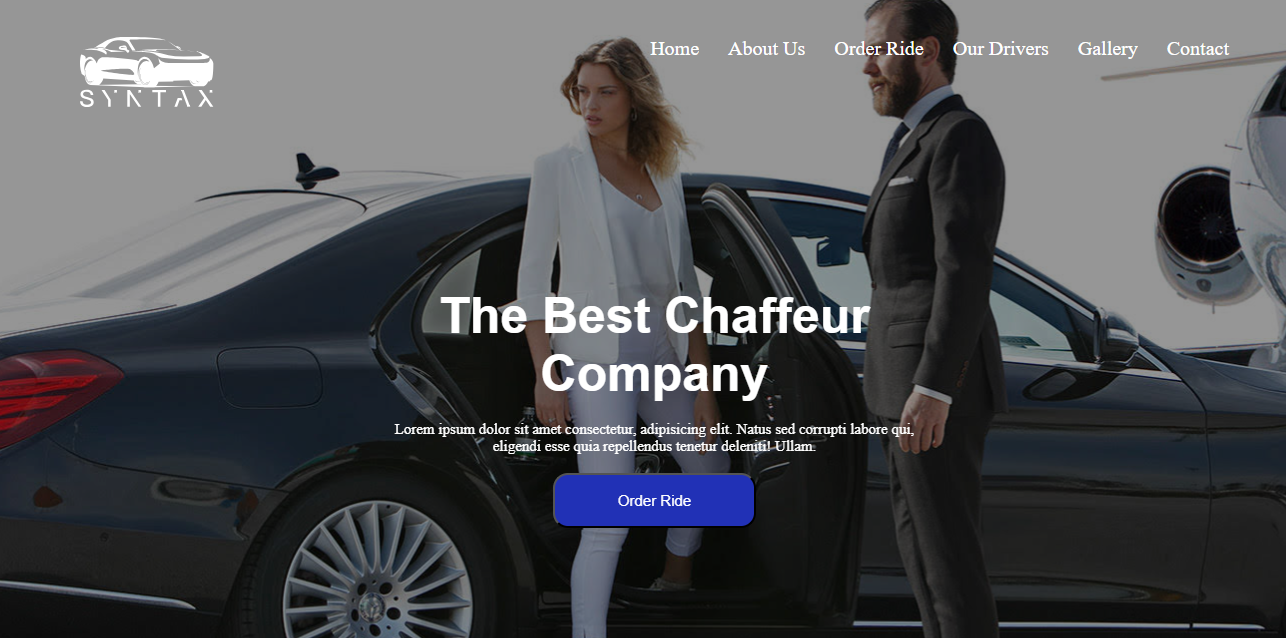 SYNTAX
Home About Us Order Ride Our Drivers Gallery Contact
The Best Chaffeur
Company
Lorem ipsum dolor sit amet consectetur, adipisicing elit. Natus sed corrupti labore qui,
eligendi esse quia repellendus tenetur deleniti! Ullam.
Order Ride